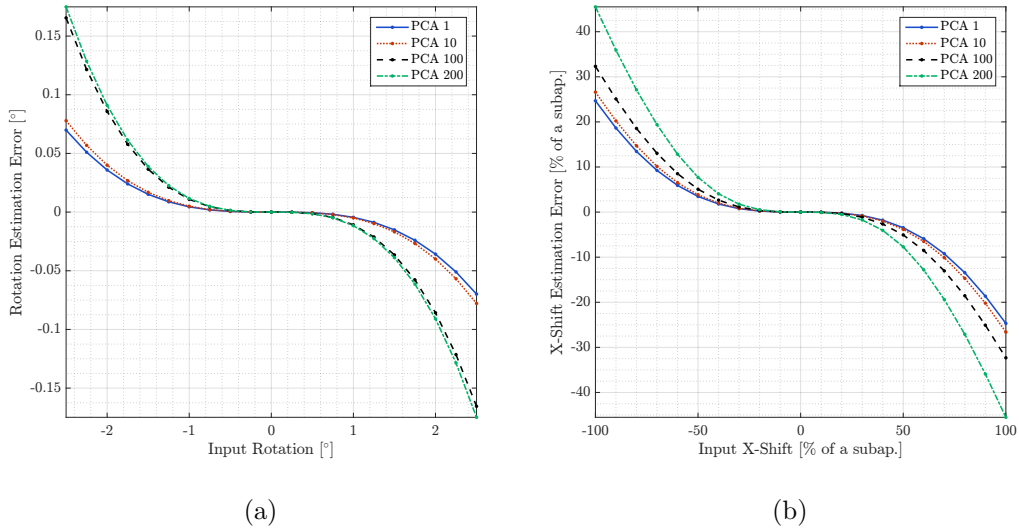 PCA 1
PCA 10
PCA 100
PCA 200
0.15
0.1
0.05
0
-0.05
-0.1
-0.15
Rotation Estimation Error [°]
-2
-1
0
1
2
Input Rotation [°]
(a)
PCA 1
PCA 10
PCA 100
PCA 200
40
30
20
10
0
-10
-20
-30
-40
X-Shift Estimation Error [% of a subap.]
-100
-50
0
50
100
Input X-Shift [% of a subap.]
(b)